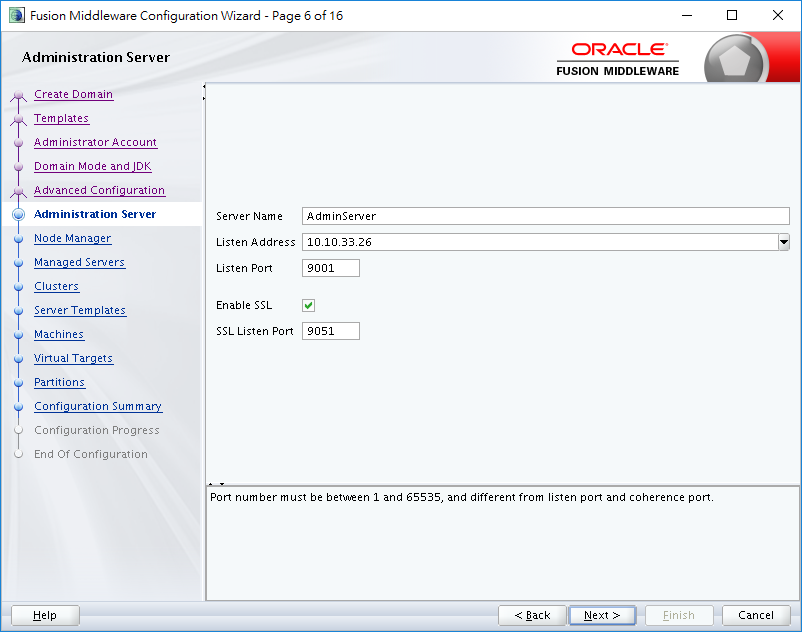 Fusion Middleware Configuration Wizard - Page 6 of 16
Administration Server
ORACLE
FUSION MIDDLEWARE
Create Domain
Templates
Administrator Account
Domain Mode and JDK
Advanced Configuration
Administration Server
Node Manager
Managed Servers
Clusters
Server Templates
Machines
Virtual Targets
Partitions
Configuration Summary
Configuration Progress
End Of Configuration
Server Name AdminServer
Listen Address 10.10.33.26
Listen Port 9001
Enable SSL
SSL Listen Port 9051
Port number must be between 1 and 65535, and different from listen port and coherence port.
Help
< Back
Next >
Finish
Cancel